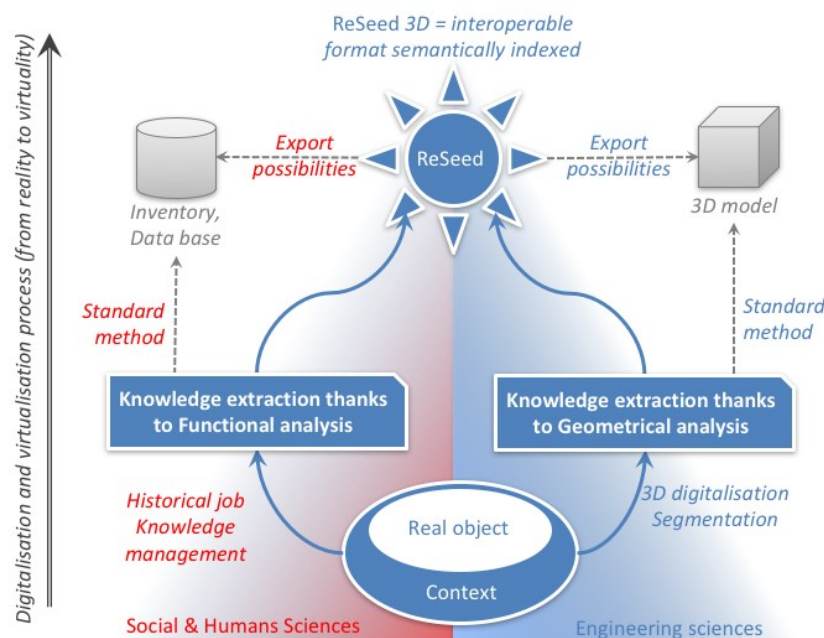 ReSeed 3D = interoperable
format semantically indexed
Digitalisation and virtualisation process (from reality to virtuality)
Export
possibilities
ReSeed
Export
possibilities
Inventory,
Data base
3D model
Standard
method
Standard
method
Knowledge extraction thanks
to Functional analysis
Knowledge extraction thanks
to Geometrical analysis
Historical job
Knowledge
management
3D digitalisation
Segmentation
Real object
Context
Social & Humans Sciences
Engineering sciences